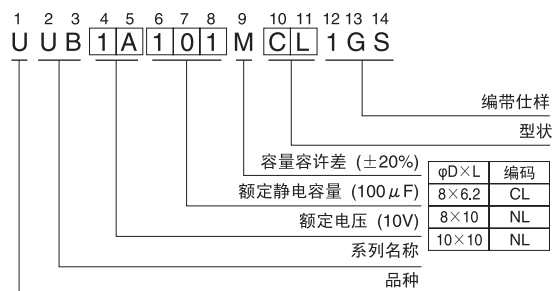 1 2 3 4 5 6 7 8 9 10 11 12 13 14
U U B 1 A 1 0 1 M C L 1 G S
编带仕样
型状
容量容许差 (±20%)
额定静电容量 (100μF)
额定电压 (10V)
系列名称
品种
φD×L 编码
8×6.2 CL
8×10 NL
10×10 NL